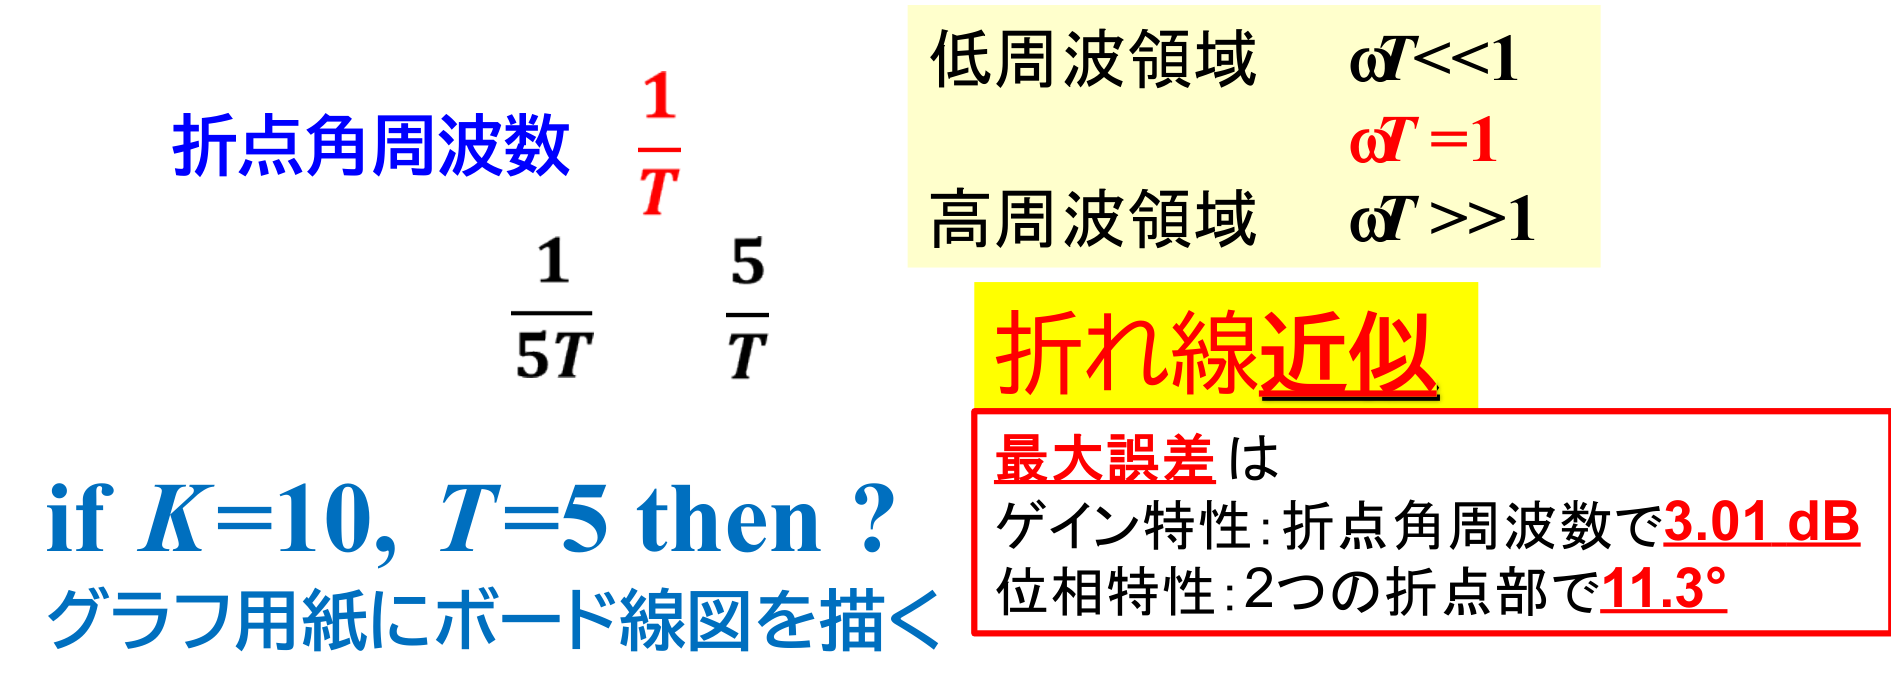 低周波領域 ωT<<1
ωT =1
高周波領域 ωT >>1
折点角周波数 1/T
1/5T 5/T
折れ線近似
最大誤差は
ゲイン特性:折点角周波数で3.01 dB
位相特性:2つの折点部で11.3°
if K=10, T=5 then ?
グラフ用紙にボード線図を描く